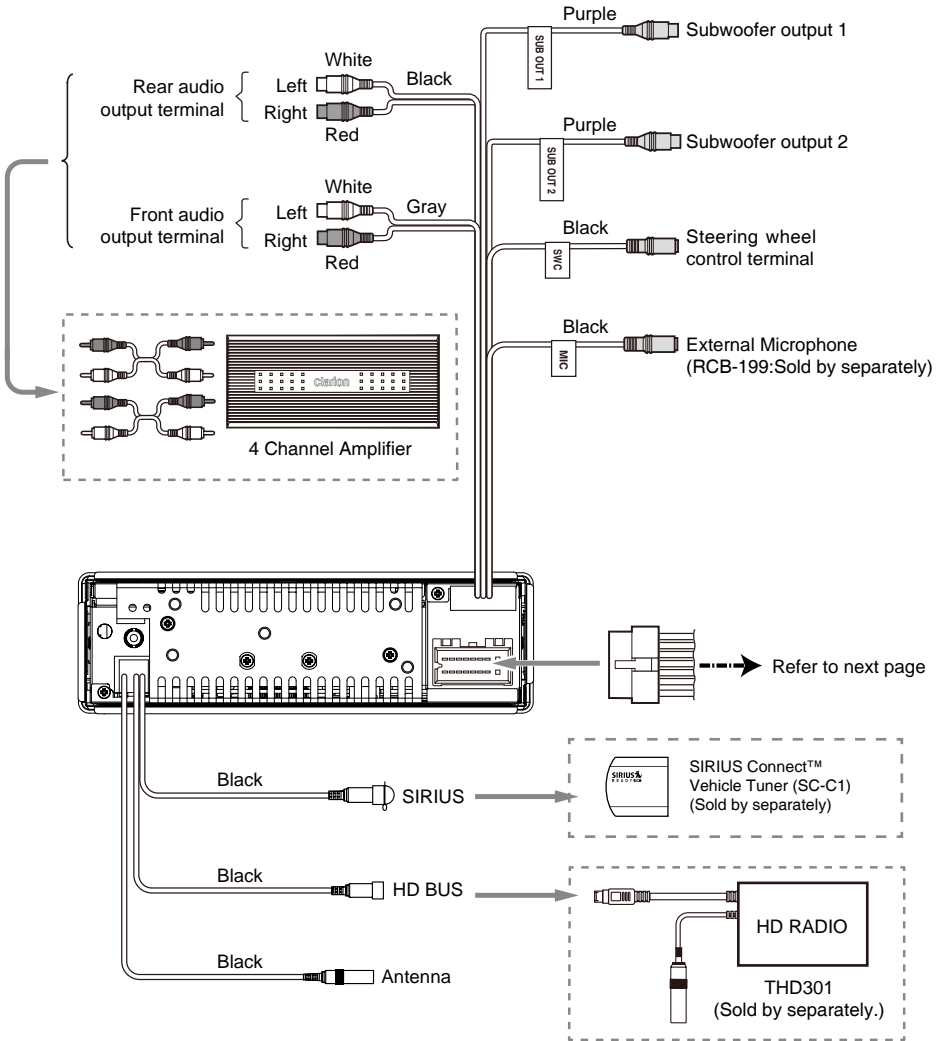 Purple
Subwoofer output 1
SUB OUT 1
White
Rear audio
output terminal
Left
Right
Black
Red
Purple
Subwoofer output 2
SUB OUT 2
White
Front audio
output terminal
Left
Right
Gray
Red
Black
Steering wheel
control terminal
SWC
Black
External Microphone
(RCB-199:Sold by separately)
MIC
clarion
4 Channel Amplifier
Refer to next page
Black
SIRIUS
SIRIUS
READY
SIRIUS Connect™
Vehicle Tuner (SC-C1)
(Sold by separately)
Black
HD BUS
HD RADIO
THD301
(Sold by separately.)
Black
Antenna